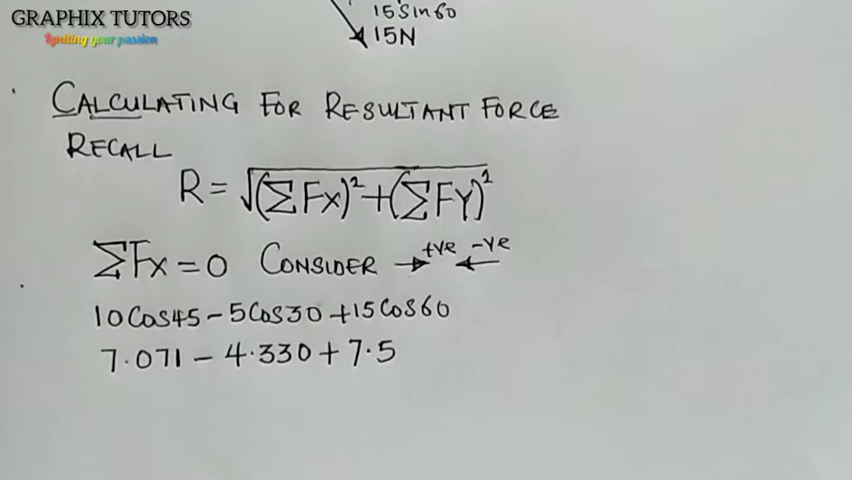 GRAPHIX TUTORS
Igniting your passion
15sin60
15N
CALCULATING FOR RESULTANT FORCE
RECALL
R = √(ΣFx)² + (ΣFY)²
ΣFx = 0 CONSIDER +ve -ve
10Cos45 - 5Cos30 + 15Cos60
7.071 - 4.330 + 7.5